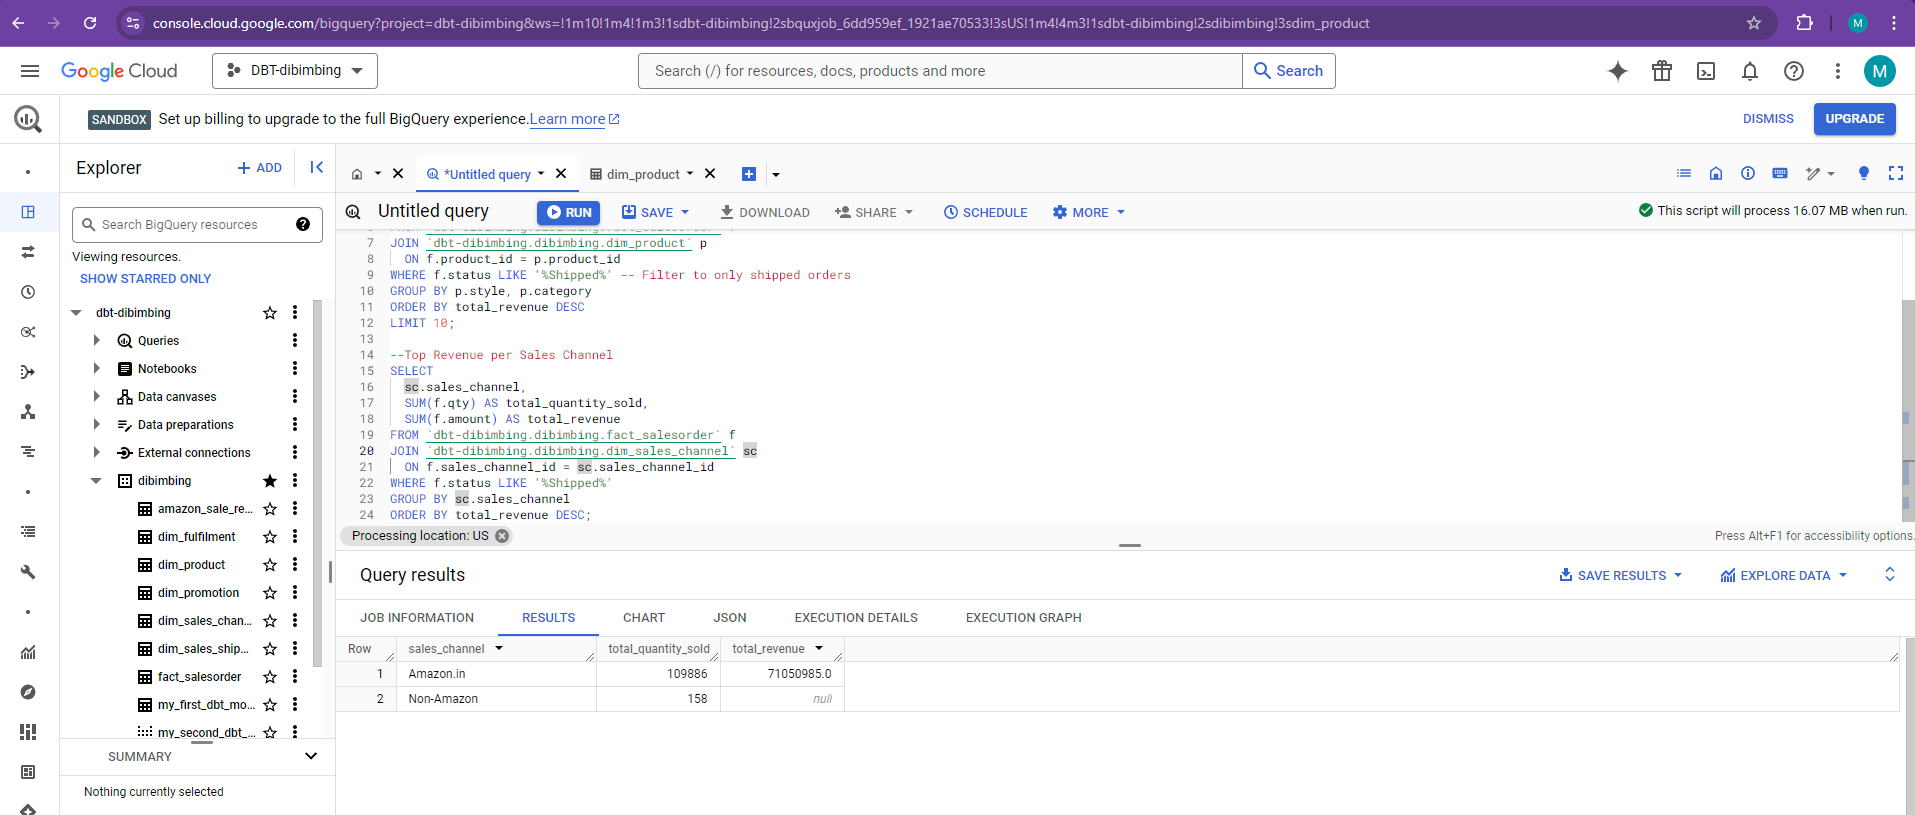 console.cloud.google.com/bigquery?project=dbt-dibimbing&ws=!1m10!1m4!1m3!1sdbt-dibimbing!2sbquxjob_6dd959ef_1921ae70533!3sUS!1m4!4m3!1sdbt-dibimbing!2sdibimbing!3sdim_product
M
Google Cloud
DBT-dibimbing
Search (/) for resources, docs, products and more
Search
M
SANDBOX Set up billing to upgrade to the full BigQuery experience. Learn more
DISMISS
UPGRADE
Explorer
+ ADD
Search BigQuery resources
Viewing resources.
SHOW STARRED ONLY
dbt-dibimbing
Queries
Notebooks
Data canvases
Data preparations
External connections
dibimbing
amazon_sale_re...
dim_fulfilment
dim_product
dim_promotion
dim_sales_chan...
dim_sales_ship...
fact_salesorder
my_first_dbt_mo...
my_second_dbt_...
SUMMARY
Nothing currently selected
*Untitled query
dim_product
Untitled query
RUN
SAVE
DOWNLOAD
SHARE
SCHEDULE
MORE
This script will process 16.07 MB when run.
7 JOIN `dbt-dibimbing.dibimbing.dim_product` p
8 ON f.product_id = p.product_id
9 WHERE f.status LIKE '%Shipped%' -- Filter to only shipped orders
10 GROUP BY p.style, p.category
11 ORDER BY total_revenue DESC
12 LIMIT 10;
13
14 --Top Revenue per Sales Channel
15 SELECT
16 sc.sales_channel,
17 SUM(f.qty) AS total_quantity_sold,
18 SUM(f.amount) AS total_revenue
19 FROM `dbt-dibimbing.dibimbing.fact_salesorder` f
20 JOIN `dbt-dibimbing.dibimbing.dim_sales_channel` sc
21 ON f.sales_channel_id = sc.sales_channel_id
22 WHERE f.status LIKE '%Shipped%'
23 GROUP BY sc.sales_channel
24 ORDER BY total_revenue DESC;
Processing location: US
Press Alt+F1 for accessibility options.
Query results
SAVE RESULTS
EXPLORE DATA
JOB INFORMATION
RESULTS
CHART
JSON
EXECUTION DETAILS
EXECUTION GRAPH
Row sales_channel total_quantity_sold total_revenue
1 Amazon.in 109886 71050985.0
2 Non-Amazon 158 null